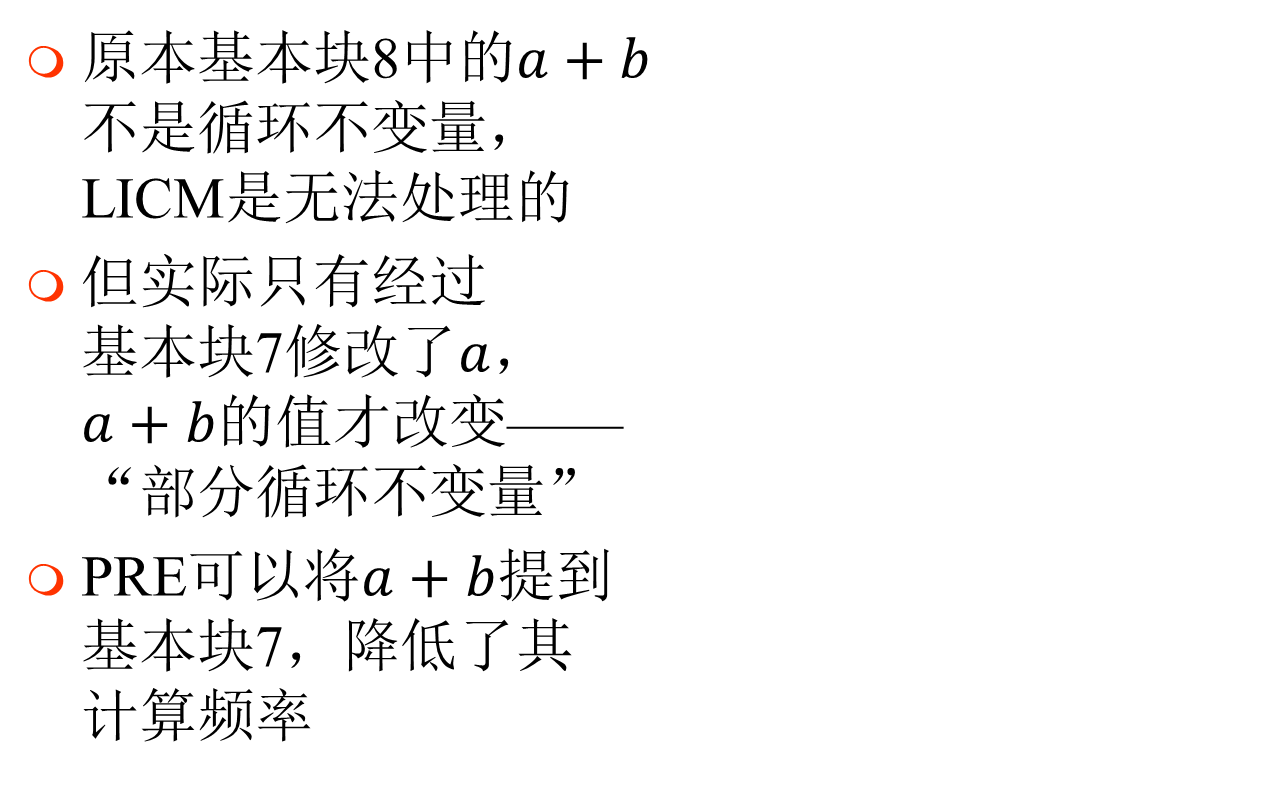 原本基本块8中的a + b
不是循环不变量，
LICM是无法处理的
但实际只有经过
基本块7修改了a，
a + b的值才改变——
“部分循环不变量”
PRE可以将a + b提到
基本块7，降低了其
计算频率